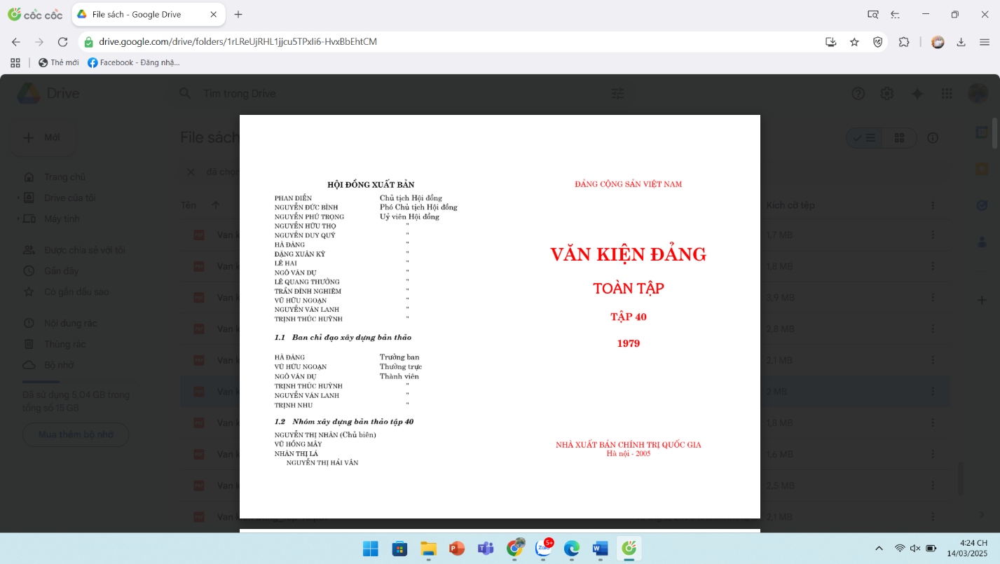 cốc cốc
File sách - Google Drive
drive.google.com/drive/folders/1rLReUjRHL1jjcu5TPxIi6-HvxBbEhtCM
Thẻ mới
Facebook - Đăng nhậ...
Drive
Tìm trong Drive
Mới
File sách
đã chọn
Trang chủ
Drive của tôi
Máy tính
Được chia sẻ với tôi
Gần đây
Có gắn dấu sao
Nội dung rác
Thùng rác
Bộ nhớ
Đã sử dụng 5,04 GB trong
tổng số 15 GB
Mua thêm bộ nhớ
Tên
Kích cỡ tệp
1,7 MB
1,8 MB
3,9 MB
2,8 MB
2,1 MB
2 MB
1,8 MB
1,6 MB
2,5 MB
2,1 MB
HỘI ĐỒNG XUẤT BẢN
PHAN DIỄN Chủ tịch Hội đồng
NGUYỄN ĐỨC BÌNH Phó Chủ tịch Hội đồng
NGUYỄN PHÚ TRỌNG Uỷ viên Hội đồng
NGUYỄN HỮU THỌ "
NGUYỄN DUY QUÝ "
HÀ ĐĂNG "
ĐẶNG XUÂN KỲ "
LÊ HAI "
NGÔ VĂN DỤ "
LÊ QUANG THƯỞNG "
TRẦN ĐÌNH NGHIÊM "
VŨ HỮU NGOẠN "
NGUYỄN VĂN LANH "
TRỊNH THÚC HUỲNH "
1.1 Ban chỉ đạo xây dựng bản thảo
HÀ ĐĂNG Trưởng ban
VŨ HỮU NGOẠN Thường trực
NGÔ VĂN DỤ Thành viên
TRỊNH THÚC HUỲNH "
NGUYỄN VĂN LANH "
TRỊNH NHU "
1.2 Nhóm xây dựng bản thảo tập 40
NGUYỄN THỊ NHÂN (Chủ biên)
VŨ HỒNG MÂY
NHÀN THỊ LÁ
NGUYỄN THỊ HẢI VÂN
ĐẢNG CỘNG SẢN VIỆT NAM
VĂN KIỆN ĐẢNG
TOÀN TẬP
TẬP 40
1979
NHÀ XUẤT BẢN CHÍNH TRỊ QUỐC GIA
Hà nội - 2005
Zalo
5+
4:24 CH
14/03/2025